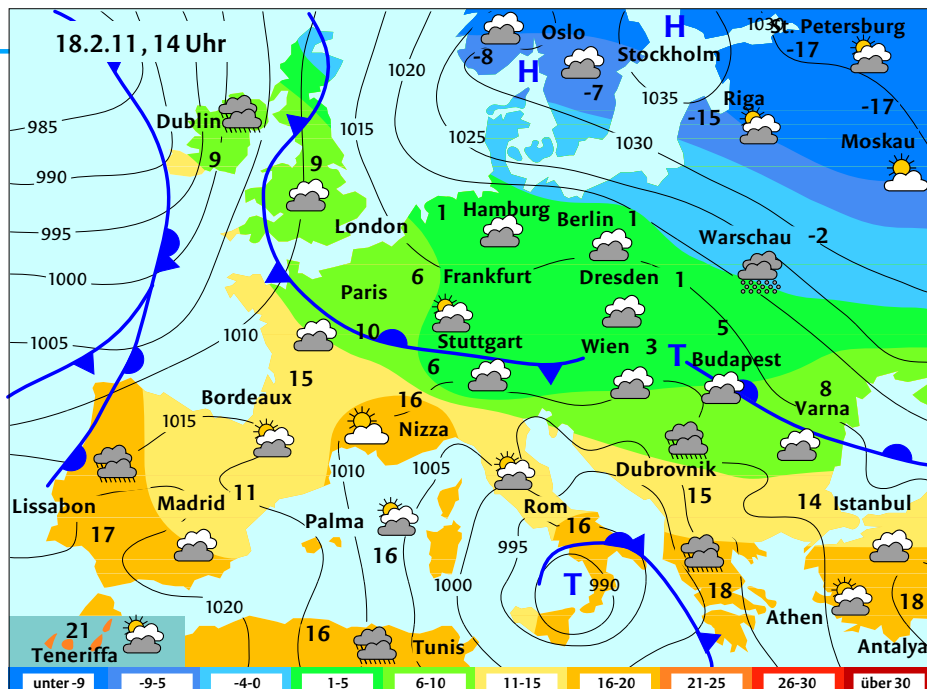 18.2.11, 14 Uhr
Oslo
-8
H
Stockholm
-7
H
1030
St. Petersburg
-17
1020
1035
Riga
-15
-17
Moskau
985
Dublin
9
9
1015
1025
1030
990
995
1000
1005
London
1
Hamburg
Berlin
1
Warschau
-2
Paris
6
Frankfurt
Dresden
1
1010
10
Stuttgart
6
Wien
3
5
T
Budapest
15
Bordeaux
16
Nizza
8
Varna
1015
1010
1005
Dubrovnik
15
Lissabon
17
Madrid
11
Palma
16
Rom
16
14
Istanbul
995
1000
T
990
18
Athen
18
Antalya
1020
21
Teneriffa
16
Tunis
unter -9
-9-5
-4-0
1-5
6-10
11-15
16-20
21-25
26-30
über 30